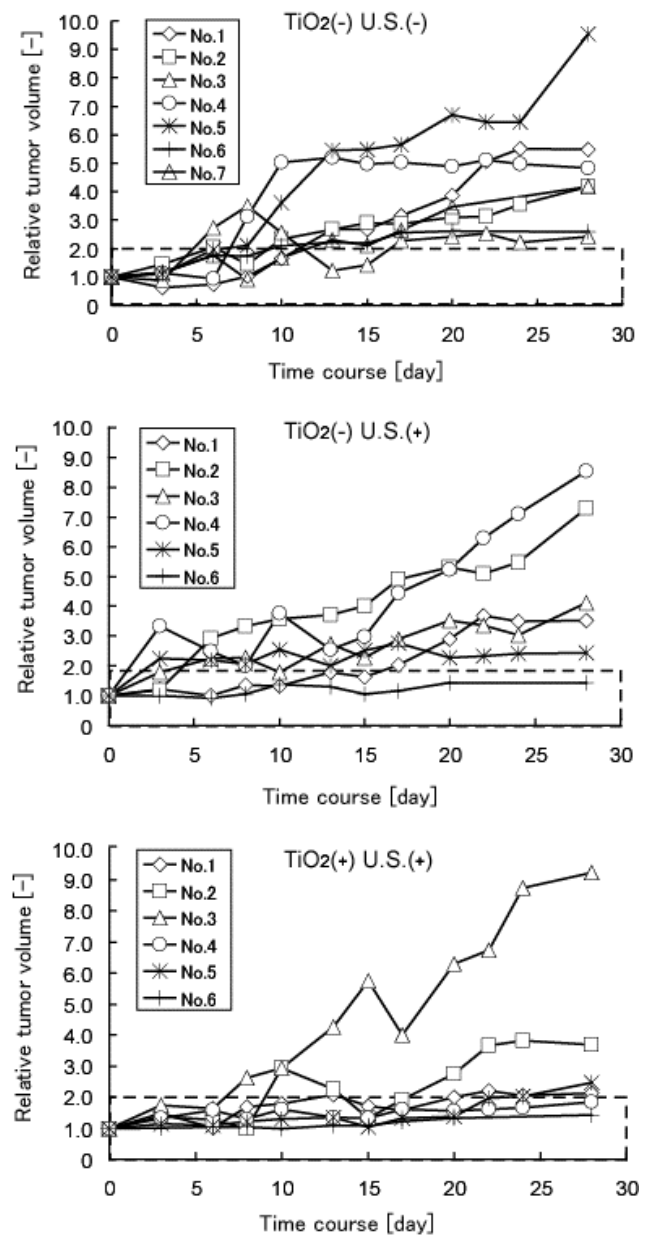 TiO2(-) U.S.(-)
No.1
No.2
No.3
No.4
No.5
No.6
No.7
Relative tumor volume [-]
10.0
9.0
8.0
7.0
6.0
5.0
4.0
3.0
2.0
1.0
0
0 5 10 15 20 25 30
Time course [day]
TiO2(-) U.S.(+)
No.1
No.2
No.3
No.4
No.5
No.6
Relative tumor volume [-]
10.0
9.0
8.0
7.0
6.0
5.0
4.0
3.0
2.0
1.0
0
0 5 10 15 20 25 30
Time course [day]
TiO2(+) U.S.(+)
No.1
No.2
No.3
No.4
No.5
No.6
Relative tumor volume [-]
10.0
9.0
8.0
7.0
6.0
5.0
4.0
3.0
2.0
1.0
0
0 5 10 15 20 25 30
Time course [day]